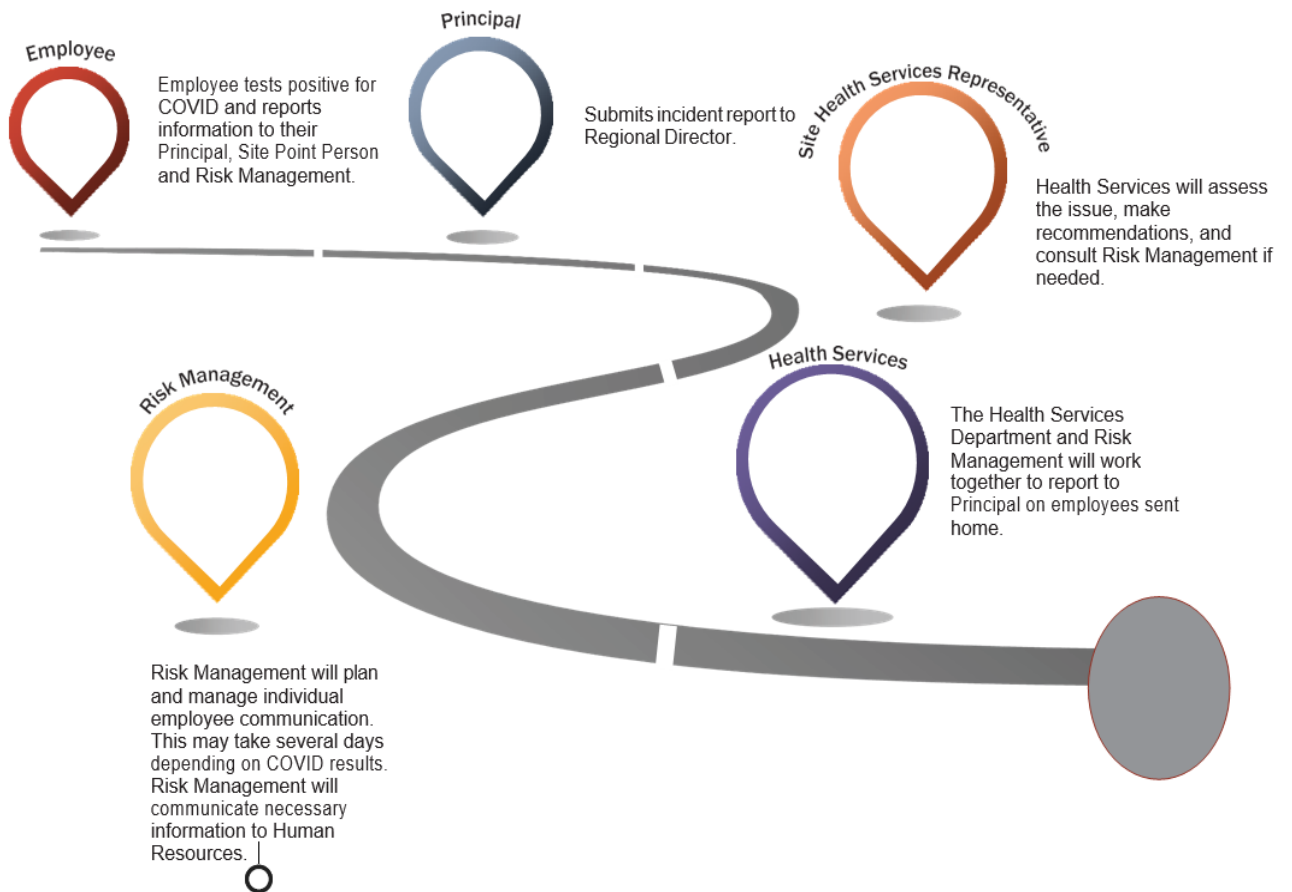 Employee
Employee tests positive for
COVID and reports
information to their
Principal, Site Point Person
and Risk Management.
Principal
Submits incident report to
Regional Director.
Site Health Services Representative
Health Services will assess
the issue, make
recommendations, and
consult Risk Management if
needed.
Risk Management
Risk Management will plan
and manage individual
employee communication.
This may take several days
depending on COVID results.
Risk Management will
communicate necessary
information to Human
Resources.
Health Services
The Health Services
Department and Risk
Management will work
together to report to
Principal on employees sent
home.